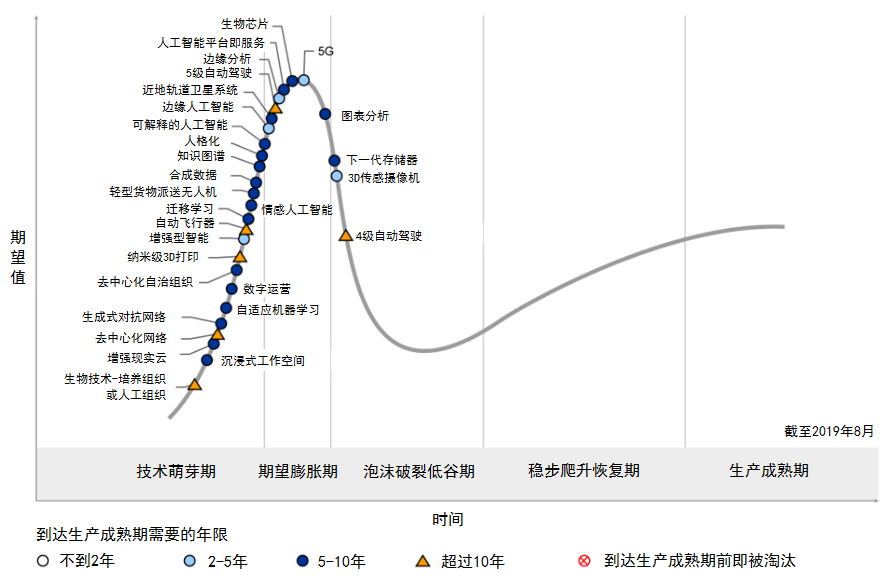 生物芯片
人工智能平台即服务
5G
边缘分析
5级自动驾驶
近地轨道卫星系统
边缘人工智能
图表分析
可解释的人工智能
人格化
知识图谱
下一代存储器
合成数据
3D传感摄像机
轻型货物派送无人机
迁移学习
情感人工智能
自动飞行器
增强型智能
4级自动驾驶
纳米级3D打印
去中心化自治组织
数字运营
自适应机器学习
生成式对抗网络
去中心化网络
增强现实云
沉浸式工作空间
生物技术-培养组织
或人工组织
期望值
截至2019年8月
技术萌芽期
期望膨胀期
泡沫破裂低谷期
稳步爬升恢复期
生产成熟期
时间
到达生产成熟期需要的年限
不到2年
2-5年
5-10年
超过10年
到达生产成熟期前即被淘汰